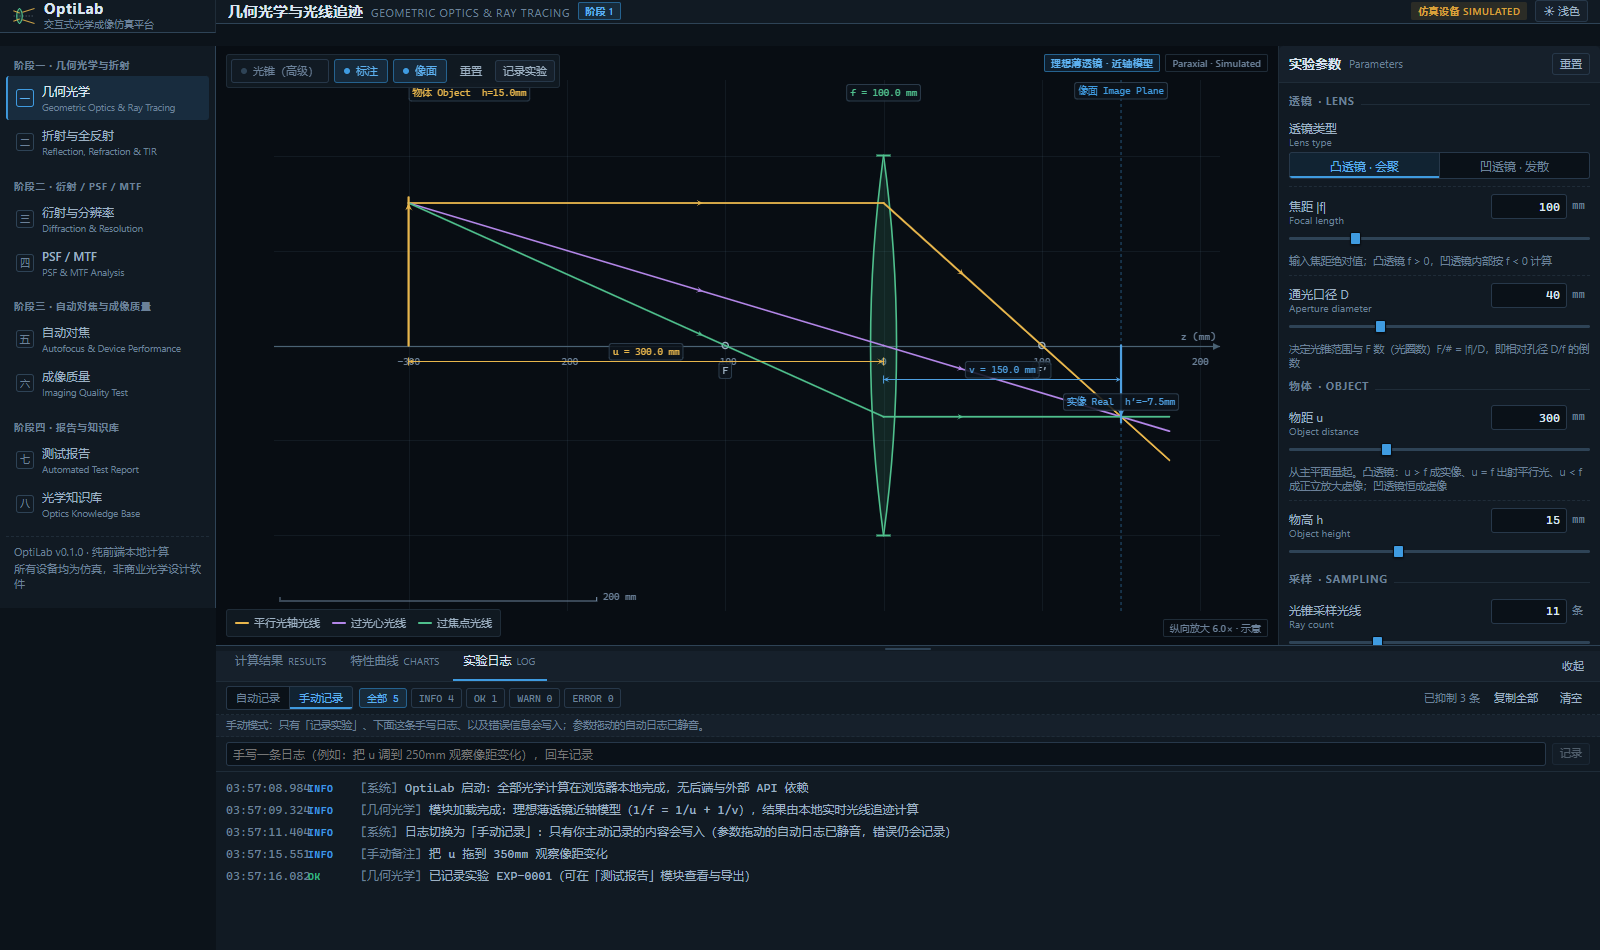 OptiLab
交互式光学成像仿真平台
几何光学与光线追迹 GEOMETRIC OPTICS & RAY TRACING 阶段 1
仿真设备 SIMULATED
浅色
阶段一 · 几何光学与折射
一 几何光学
Geometric Optics & Ray Tracing
二 折射与全反射
Reflection, Refraction & TIR
阶段二 · 衍射 / PSF / MTF
三 衍射与分辨率
Diffraction & Resolution
四 PSF / MTF
PSF & MTF Analysis
阶段三 · 自动对焦与成像质量
五 自动对焦
Autofocus & Device Performance
六 成像质量
Imaging Quality Test
阶段四 · 报告与知识库
七 测试报告
Automated Test Report
八 光学知识库
Optics Knowledge Base
OptiLab v0.1.0 · 纯前端本地计算
所有设备均为仿真，非商业光学设计软
件
光锥（高级） 标注 像面 重置 记录实验
理想薄透镜 · 近轴模型 Paraxial · Simulated
物体 Object h=15.0mm
f = 100.0 mm
像面 Image Plane
z (mm)
u = 300.0 mm
200
200
F
v = 150.0 mm
F′
实像 Real h′=−7.5mm
200 mm
平行光轴光线 过光心光线 过焦点光线
纵向放大 6.0× · 示意
实验参数 Parameters 重置
透镜 · LENS
透镜类型
Lens type
凸透镜 · 会聚 凹透镜 · 发散
焦距 |f| 100 mm
Focal length
输入焦距绝对值；凸透镜 f > 0，凹透镜内部按 f < 0 计算
通光口径 D 40 mm
Aperture diameter
决定光锥范围与 F 数（光圈数）F/# = |f|/D，即相对孔径 D/f 的倒
数
物体 · OBJECT
物距 u 300 mm
Object distance
从主平面量起。凸透镜：u > f 成实像、u = f 出射平行光、u < f
成正立放大虚像；凹透镜恒成虚像
物高 h 15 mm
Object height
采样 · SAMPLING
光锥采样光线 11 条
Ray count
计算结果 RESULTS 特性曲线 CHARTS 实验日志 LOG 收起
自动记录 手动记录 全部 5 INFO 4 OK 1 WARN 0 ERROR 0 已抑制 3 条 复制全部 清空
手动模式：只有「记录实验」、下面这条手写日志、以及错误信息会写入；参数拖动的自动日志已静音。
手写一条日志（例如：把 u 调到 250mm 观察像距变化），回车记录 记录
03:57:08.984 INFO [系统] OptiLab 启动：全部光学计算在浏览器本地完成，无后端与外部 API 依赖
03:57:09.324 INFO [几何光学] 模块加载完成：理想薄透镜近轴模型（1/f = 1/u + 1/v），结果由本地实时光线追迹计算
03:57:11.404 INFO [系统] 日志切换为「手动记录」：只有你主动记录的内容会写入（参数拖动的自动日志已静音，错误仍会记录）
03:57:15.551 INFO [手动备注] 把 u 拖到 350mm 观察像距变化
03:57:16.082 OK [几何光学] 已记录实验 EXP-0001（可在「测试报告」模块查看与导出）